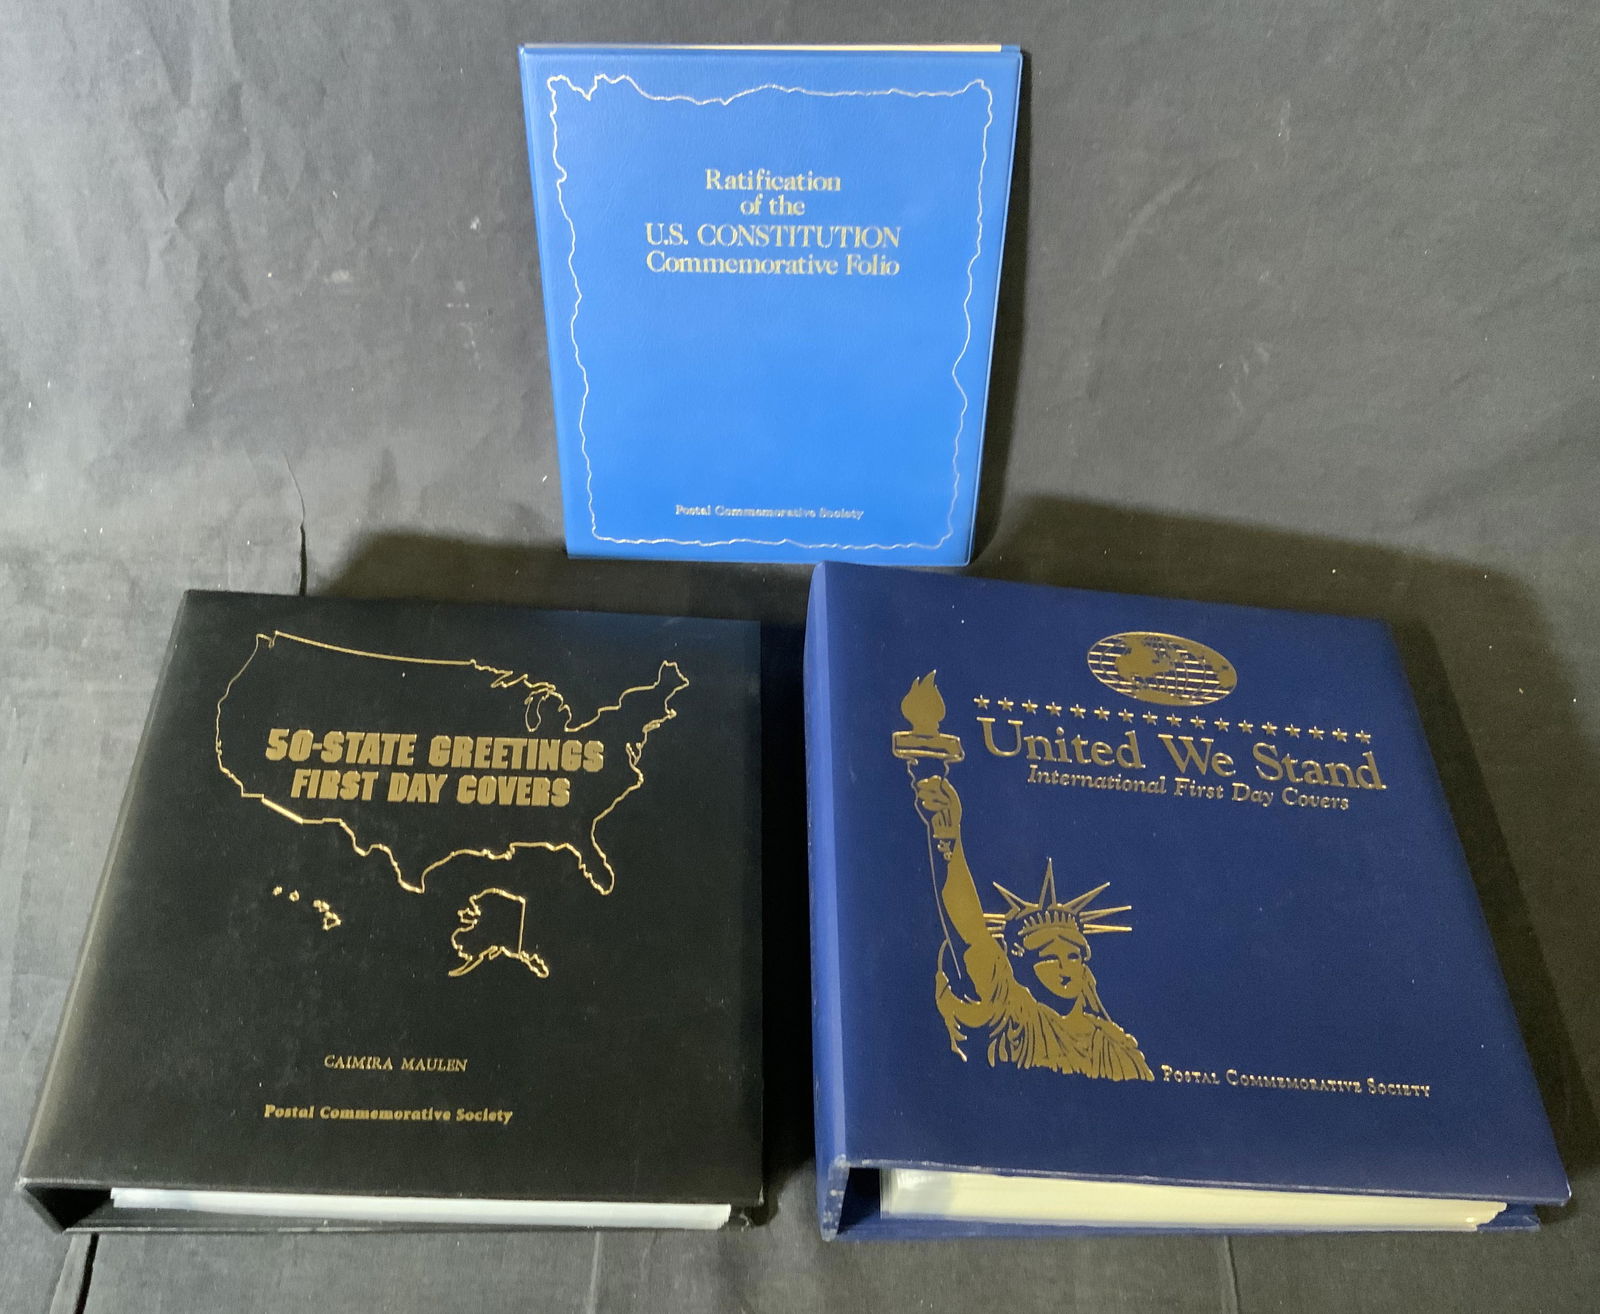 Ratification
of the
U.S. CONSTITUTION
Commemorative Folio
Postal Commemorative Society
50-STATE GREETINGS
FIRST DAY COVERS
CAIMIRA MAULEN
Postal Commemorative Society
United We Stand
International First Day Covers
POSTAL COMMEMORATIVE SOCIETY